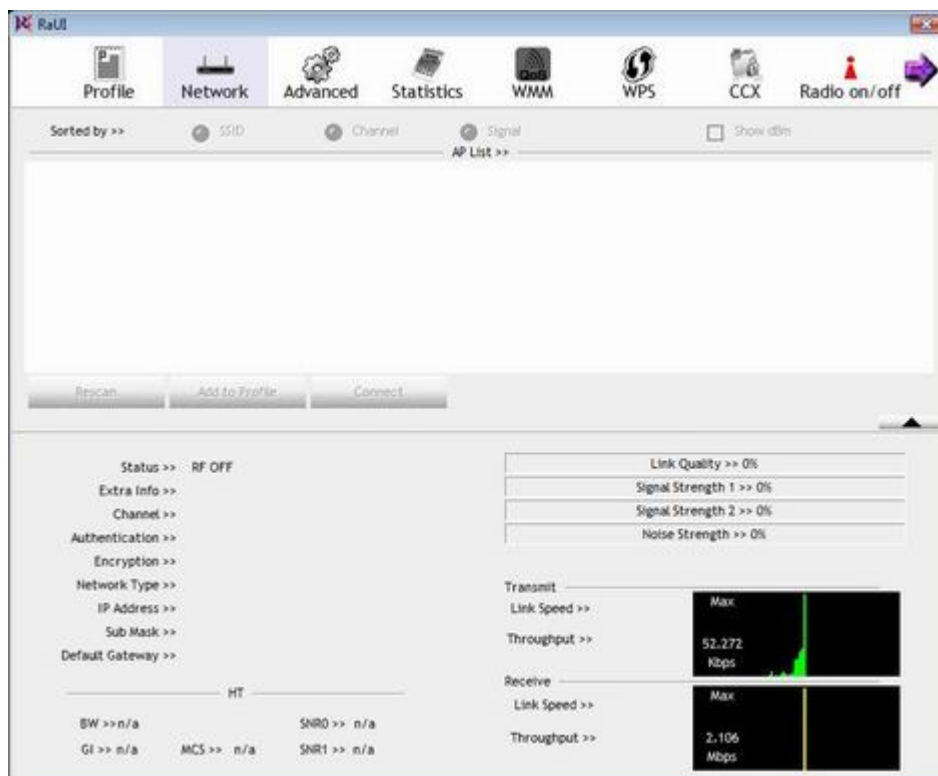 RaUI
Profile Network Advanced Statistics WMM WPS CCX Radio on/off
P
QoS
Sorted by >> SSID Channel Signal Show dBm
AP List >>
Rescan Add to Profile Connect
Status >> RF OFF
Extra Info >>
Channel >>
Authentication >>
Encryption >>
Network Type >>
IP Address >>
Sub Mask >>
Default Gateway >>
HT
BW >>n/a SNR0 >> n/a
GI >> n/a MCS >> n/a SNR1 >> n/a
Link Quality >> 0%
Signal Strength 1 >> 0%
Signal Strength 2 >> 0%
Noise Strength >> 0%
Transmit
Link Speed >>
Throughput >>
Max
52.272
Kbps
Receive
Link Speed >>
Throughput >>
Max
2.106
Mbps